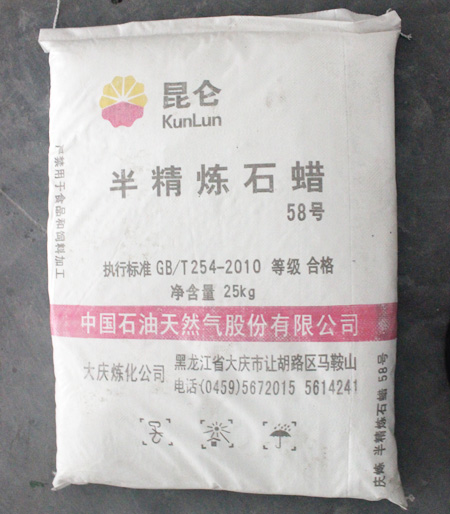 昆仑
KunLun
半精炼石蜡
58号
执行标准 GB/T254-2010 等级 合格
净含量 25kg
中国石油天然气股份有限公司
大庆炼化公司
黑龙江省大庆市让胡路区马鞍山
电话:(0459)5672015 5614241
严禁用于食品和饲料加工
半精炼石蜡 58号